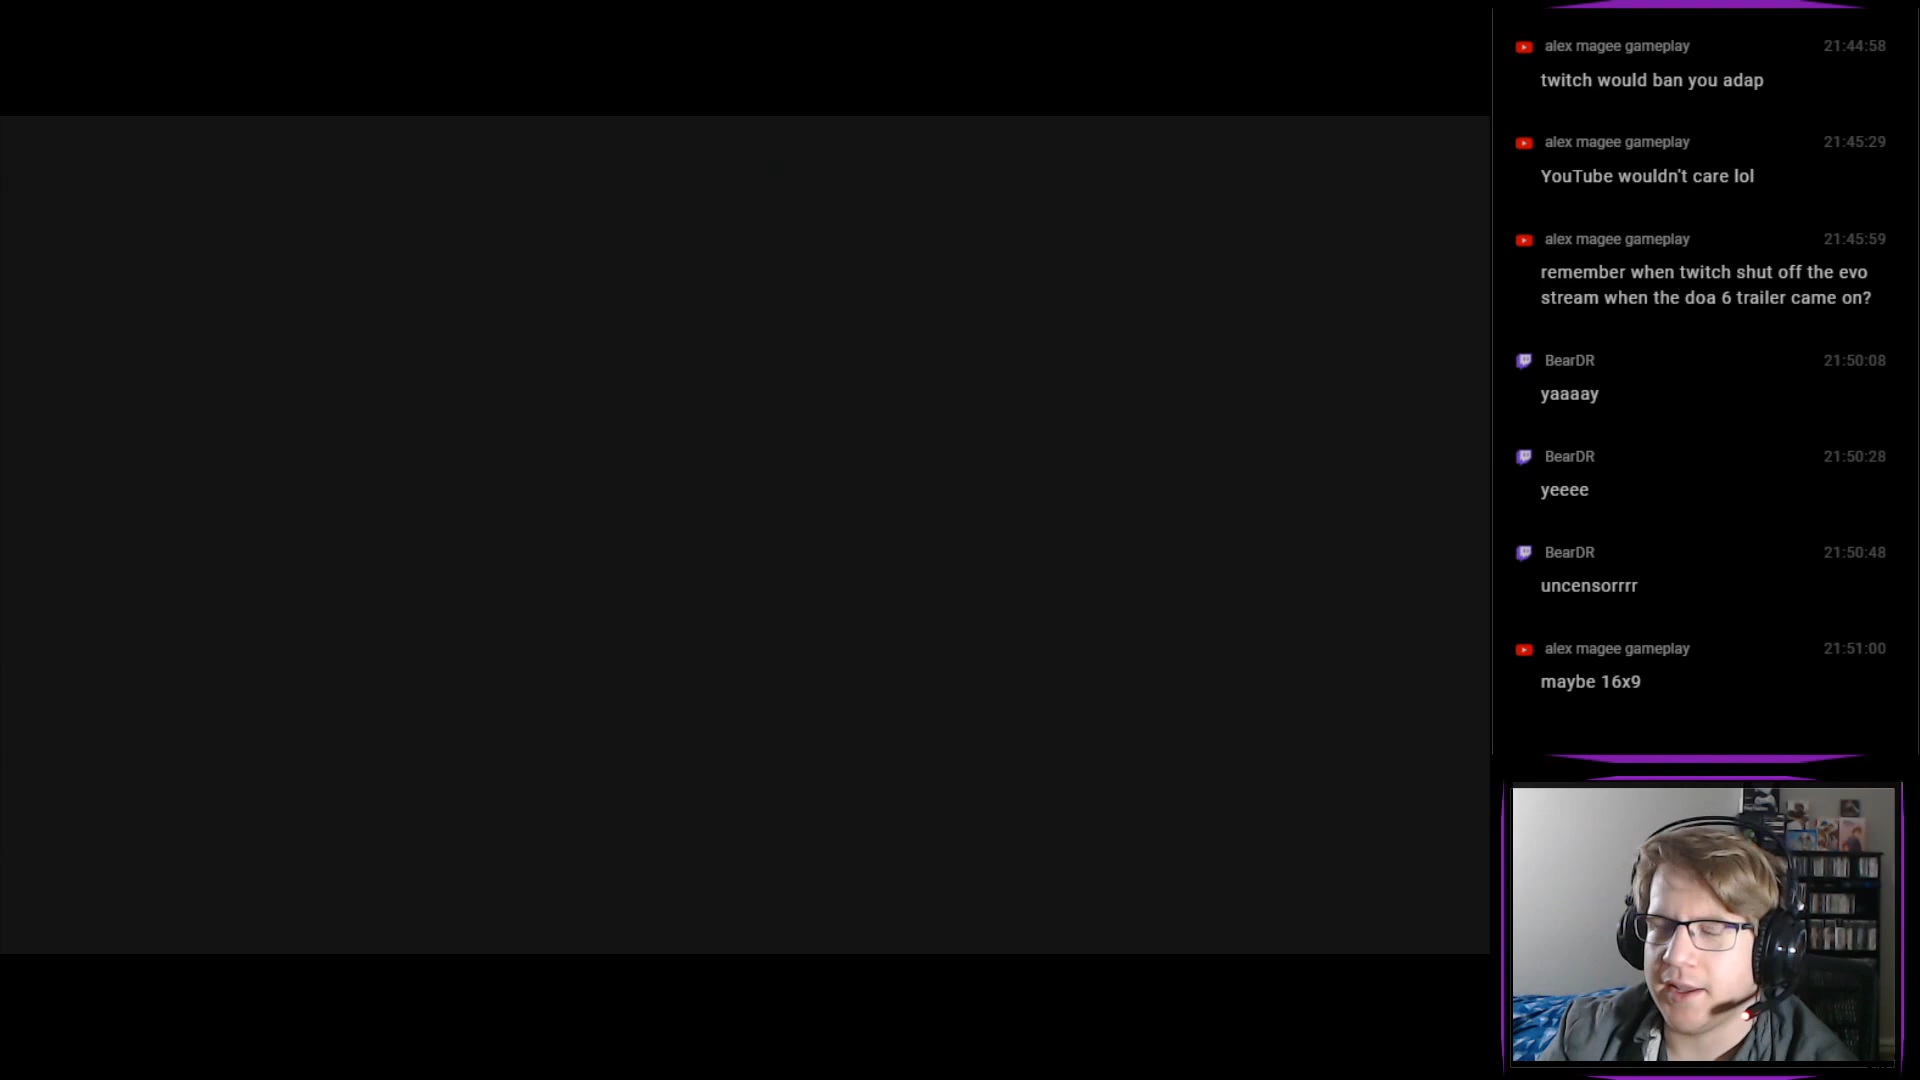 alex magee gameplay 21:44:58
twitch would ban you adap
alex magee gameplay 21:45:29
YouTube wouldn't care lol
alex magee gameplay 21:45:59
remember when twitch shut off the evo
stream when the doa 6 trailer came on?
BearDR 21:50:08
yaaaay
BearDR 21:50:28
yeeee
BearDR 21:50:48
uncensorrrr
alex magee gameplay 21:51:00
maybe 16x9